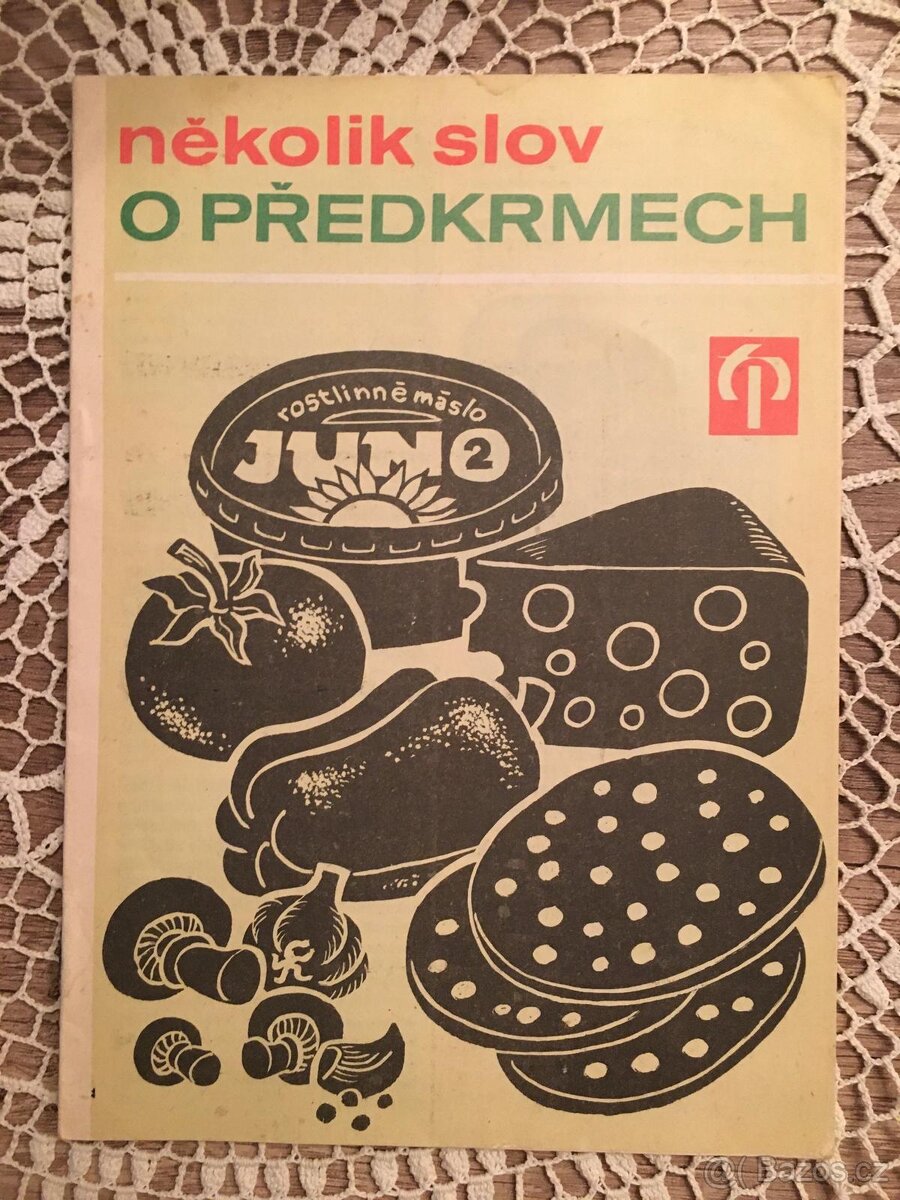 několik slov
O PŘEDKRMECH
rostlinné máslo
JUNO
2
Bazos.cz